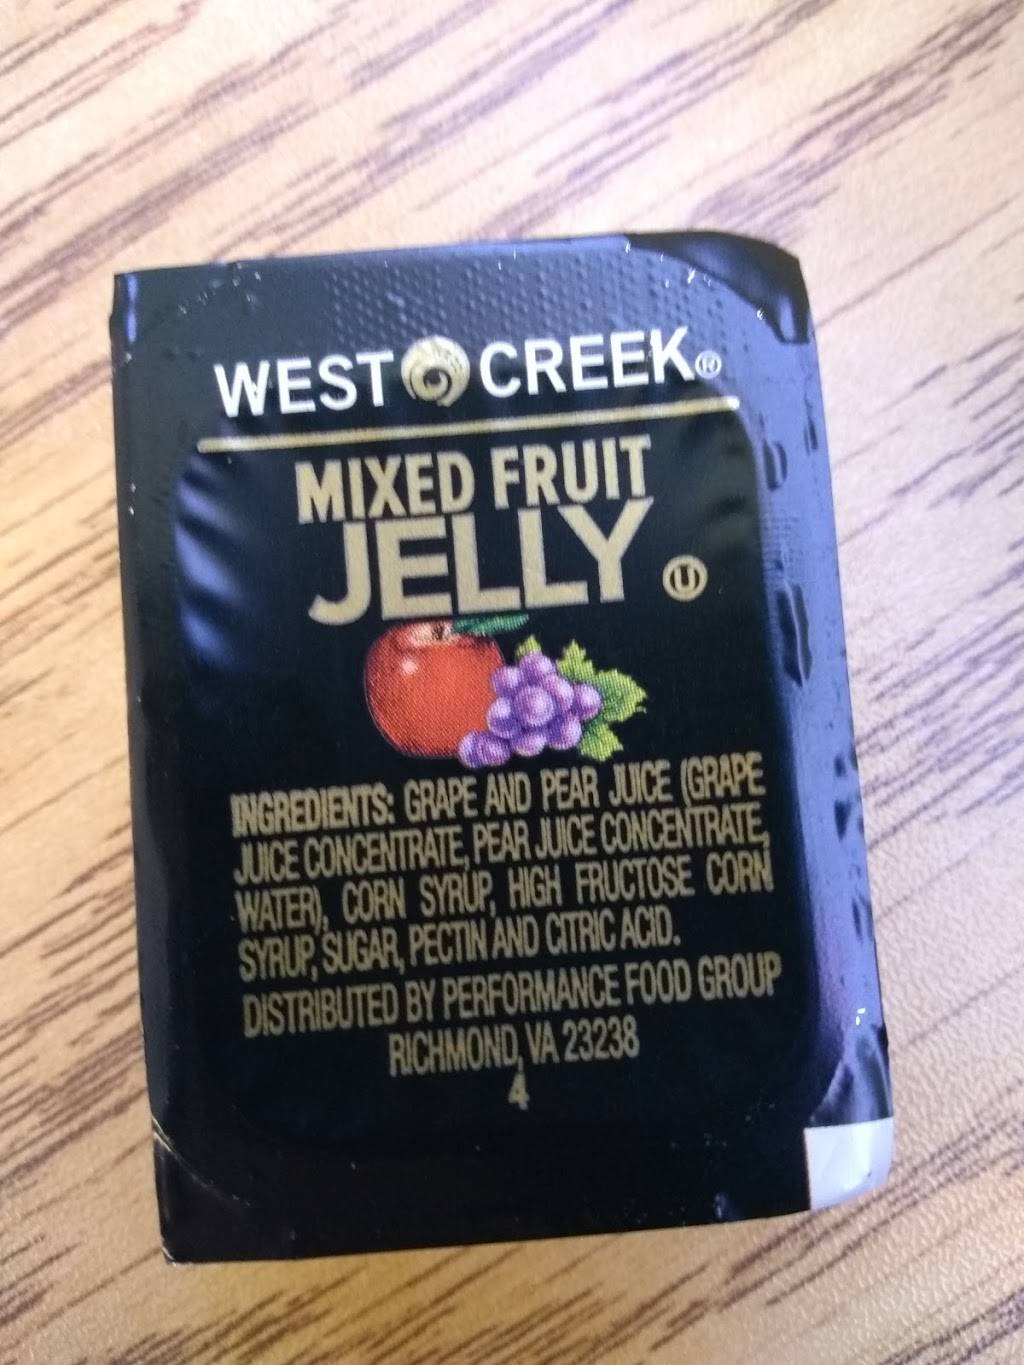 WEST CREEK®
MIXED FRUIT
JELLY
U
INGREDIENTS: GRAPE AND PEAR JUICE (GRAPE
JUICE CONCENTRATE, PEAR JUICE CONCENTRATE,
WATER), CORN SYRUP, HIGH FRUCTOSE CORN
SYRUP, SUGAR, PECTIN AND CITRIC ACID.
DISTRIBUTED BY PERFORMANCE FOOD GROUP
RICHMOND, VA 23238
4